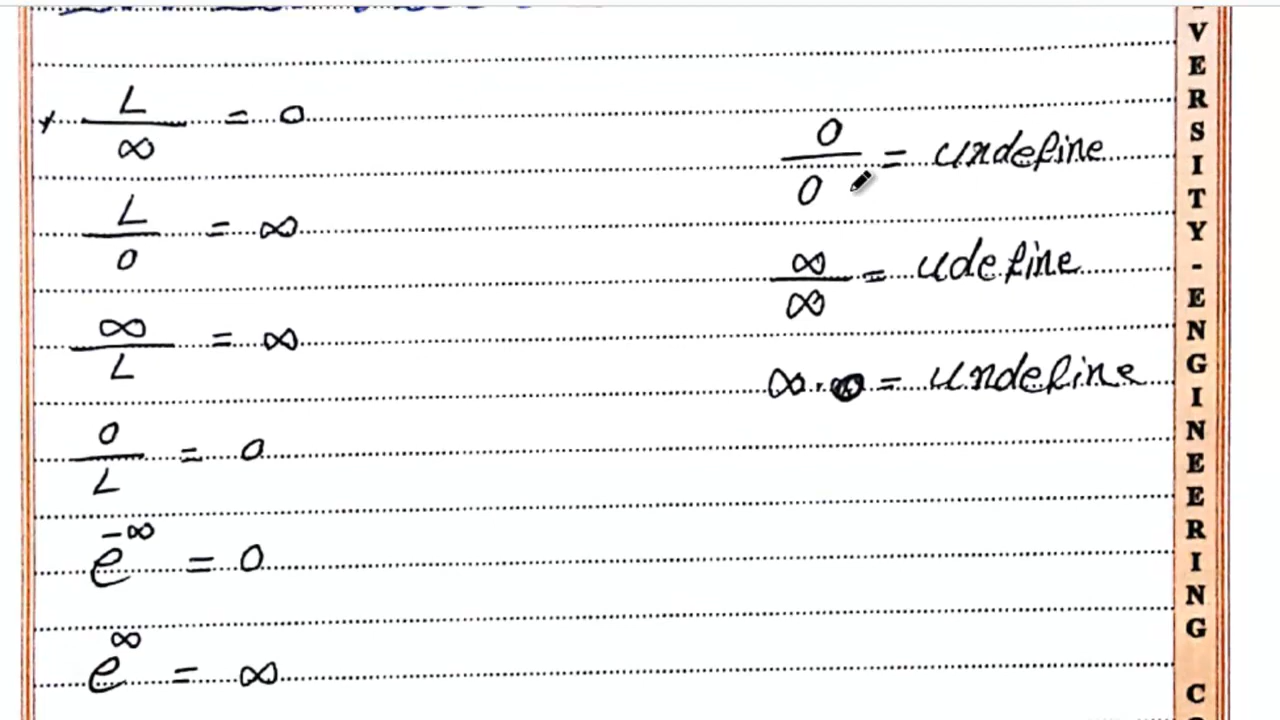 L/∞ = 0
L/0 = ∞
∞/L = ∞
0/L = 0
e^-∞ = 0
e^∞ = ∞
0/0 = undefine
∞/∞ = udefine
∞. = undefine
VERSITY-ENGINEERING C